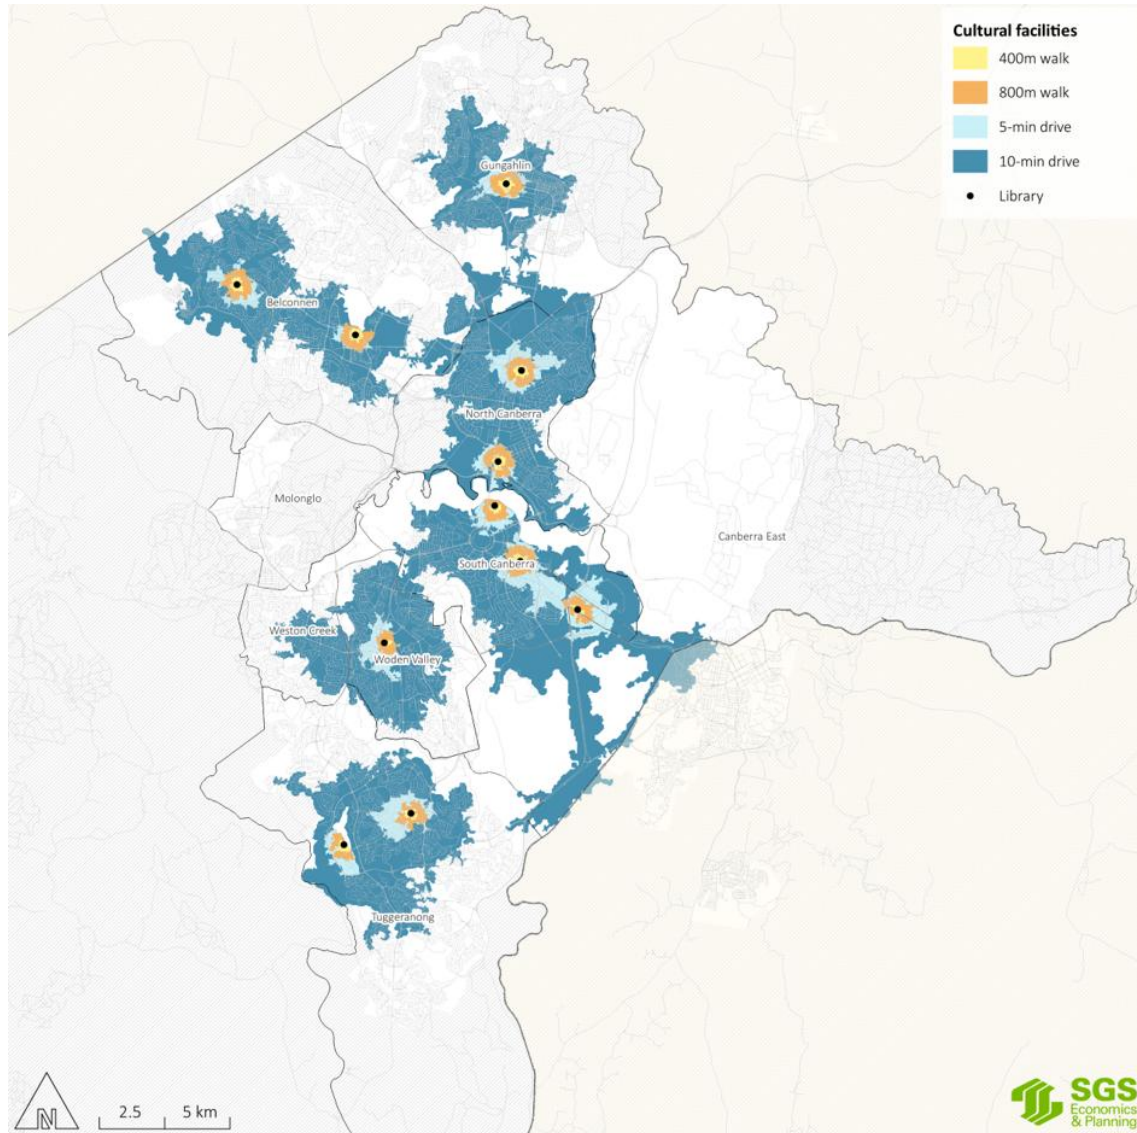 Cultural facilities
400m walk
800m walk
5-min drive
10-min drive
Library
Gungahlin
Belconnen
North Canberra
Molonglo
Canberra East
South Canberra
Weston Creek
Woden Valley
Tuggeranong
N
2.5
5 km
SGS
Economics
& Planning